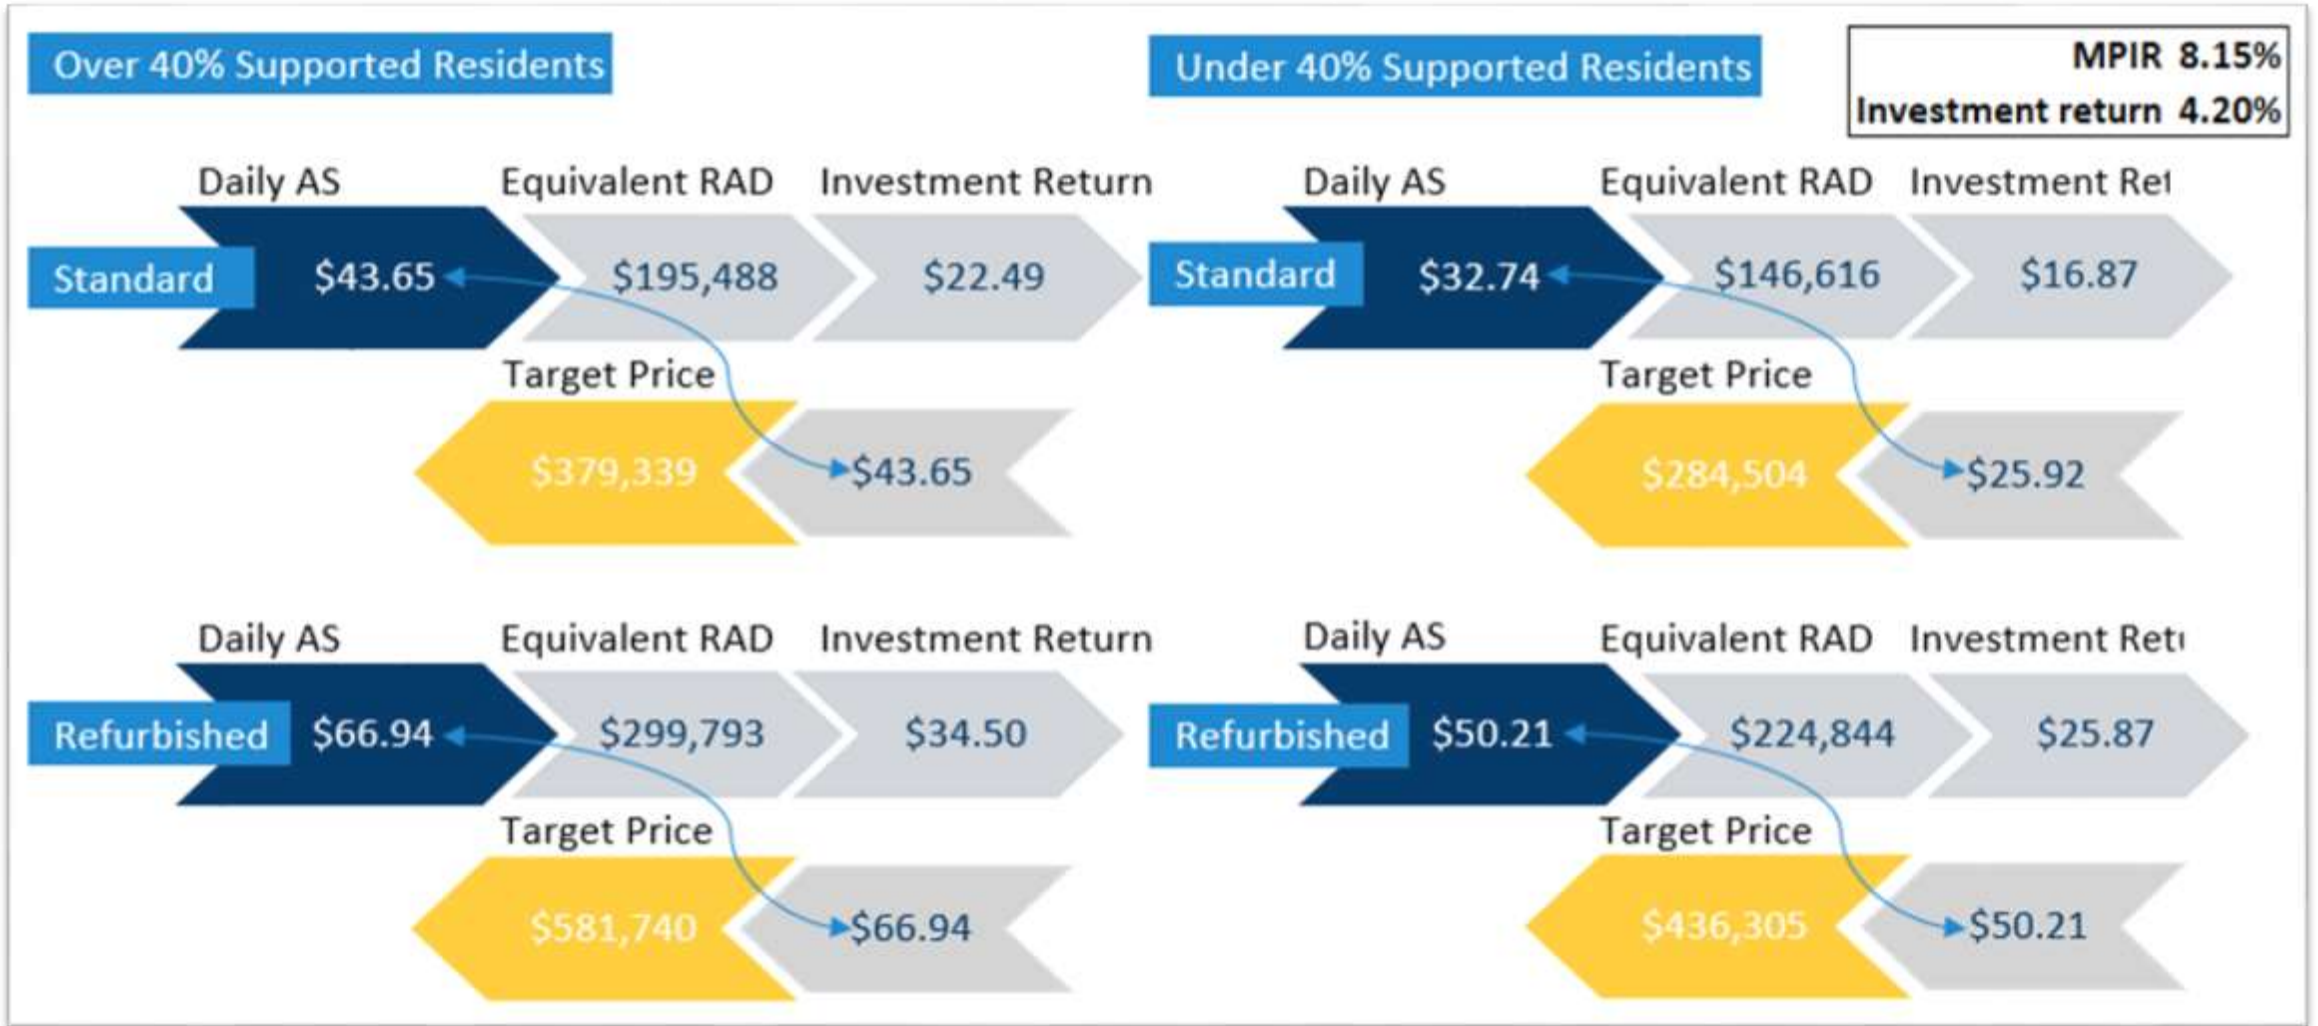 Over 40% Supported Residents
Under 40% Supported Residents
MPIR 8.15%
Investment return 4.20%
Daily AS
Equivalent RAD
Investment Return
Standard
$43.65
$195,488
$22.49
Target Price
$379,339
$43.65
Daily AS
Equivalent RAD
Investment Ret
Standard
$32.74
$146,616
$16.87
Target Price
$284,504
$25.92
Daily AS
Equivalent RAD
Investment Return
Refurbished
$66.94
$299,793
$34.50
Target Price
$581,740
$66.94
Daily AS
Equivalent RAD
Investment Retu
Refurbished
$50.21
$224,844
$25.87
Target Price
$436,305
$50.21